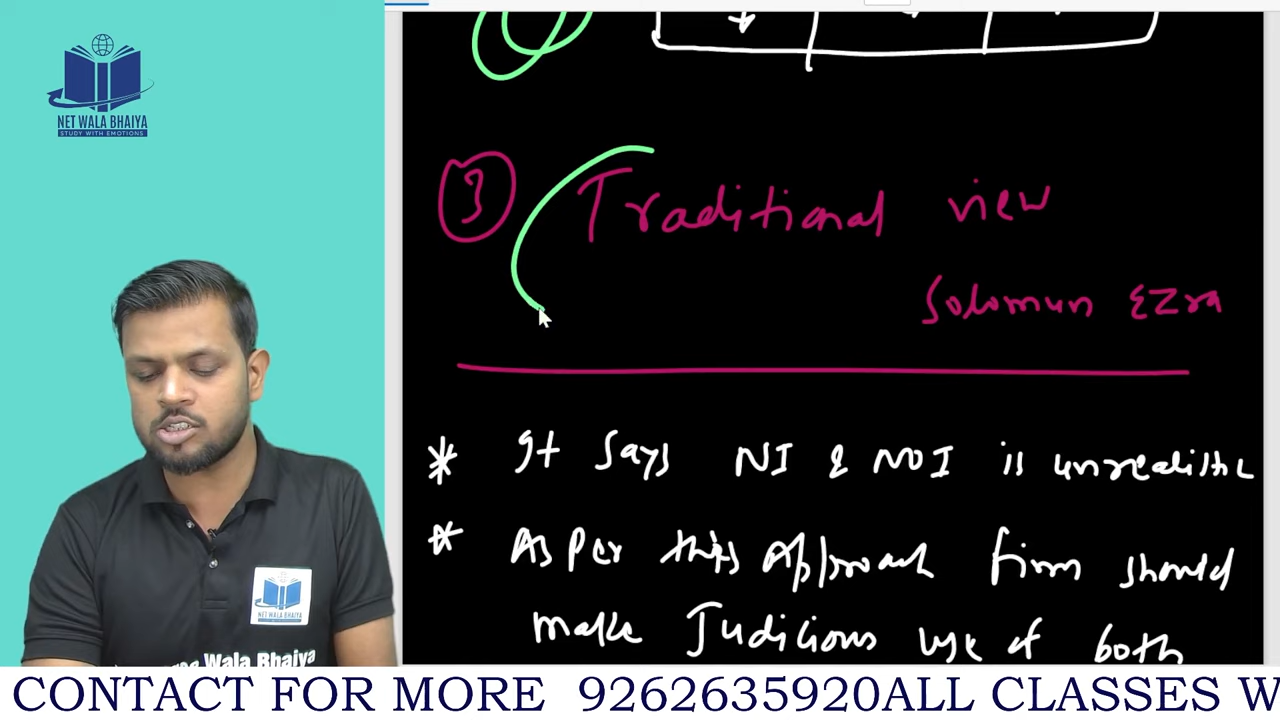 NET WALA BHAIYA
STUDY WITH EMOTIONS
3 Traditional view
Solomun Ezra
* It says NI & NOI is unrealistic
* As per this Approach firm should
make Judicious use of both
NET WALA BHAIYA
Wala Bhaiya
CONTACT FOR MORE 9262635920ALL CLASSES W